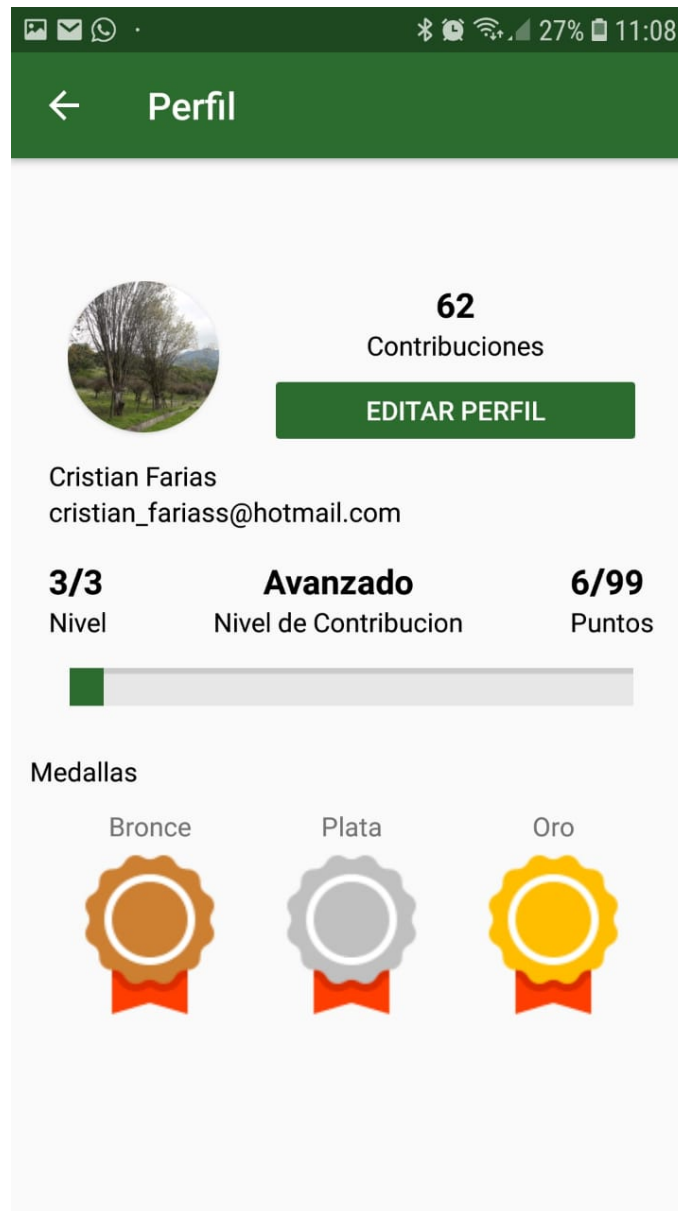 27% 11:08
Perfil
62
Contribuciones
EDITAR PERFIL
Cristian Farias
cristian_fariass@hotmail.com
3/3 Avanzado 6/99
Nivel Nivel de Contribucion Puntos
Medallas
Bronce Plata Oro